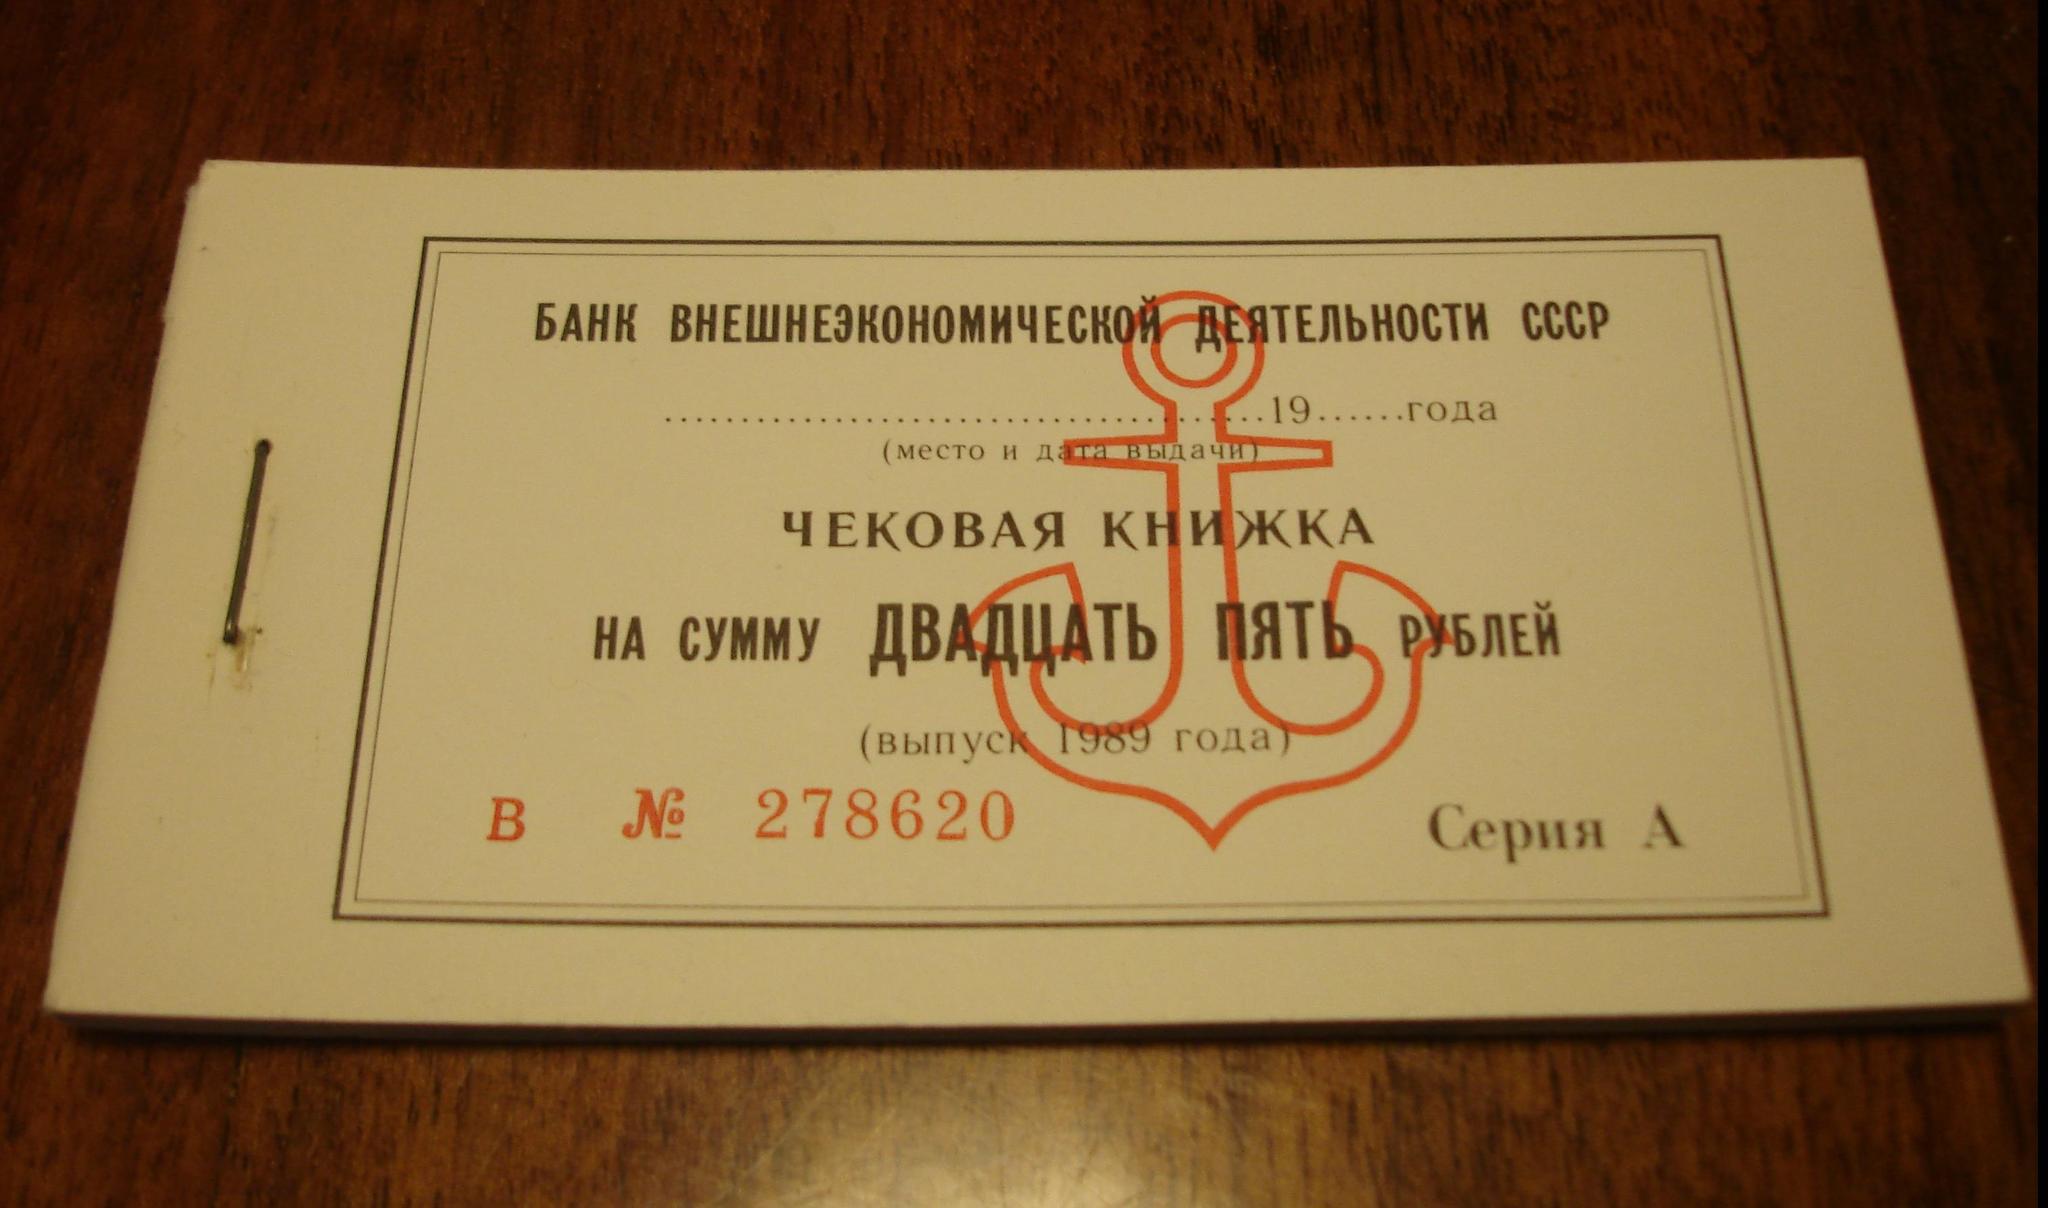 БАНК ВНЕШНЕЭКОНОМИЧЕСКОЙ ДЕЯТЕЛЬНОСТИ СССР
........................................19......года
(место и дата выдачи)
ЧЕКОВАЯ КНИЖКА
НА СУММУ ДВАДЦАТЬ ПЯТЬ РУБЛЕЙ
(выпуск 1989 года)
В № 278620 Серия А